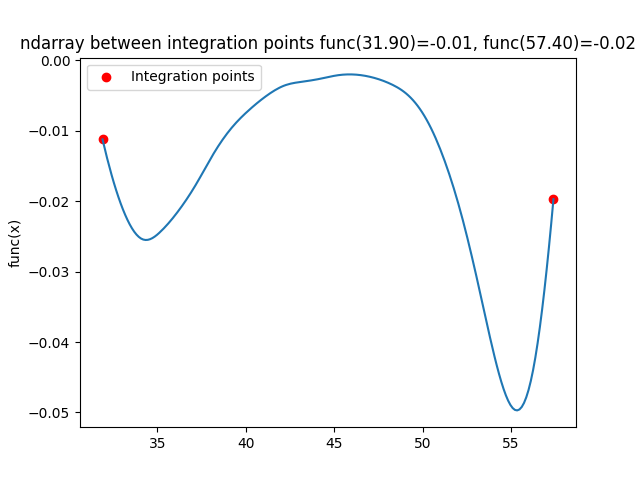 ndarray between integration points func(31.90)=-0.01, func(57.40)=-0.02
Integration points
func(x)
0.00
−0.01
−0.02
−0.03
−0.04
−0.05
35 40 45 50 55